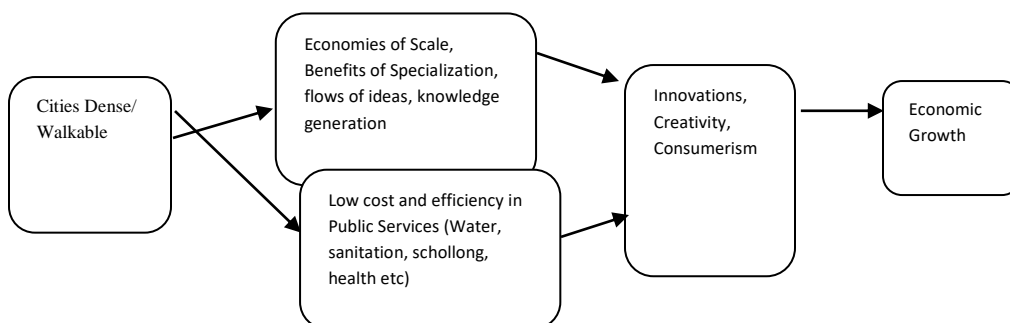 Cities Dense/
Walkable
Economies of Scale,
Benefits of Specialization,
flows of ideas, knowledge
generation
Low cost and efficiency in
Public Services (Water,
sanitation, schollong,
health etc)
Innovations,
Creativity,
Consumerism
Economic
Growth